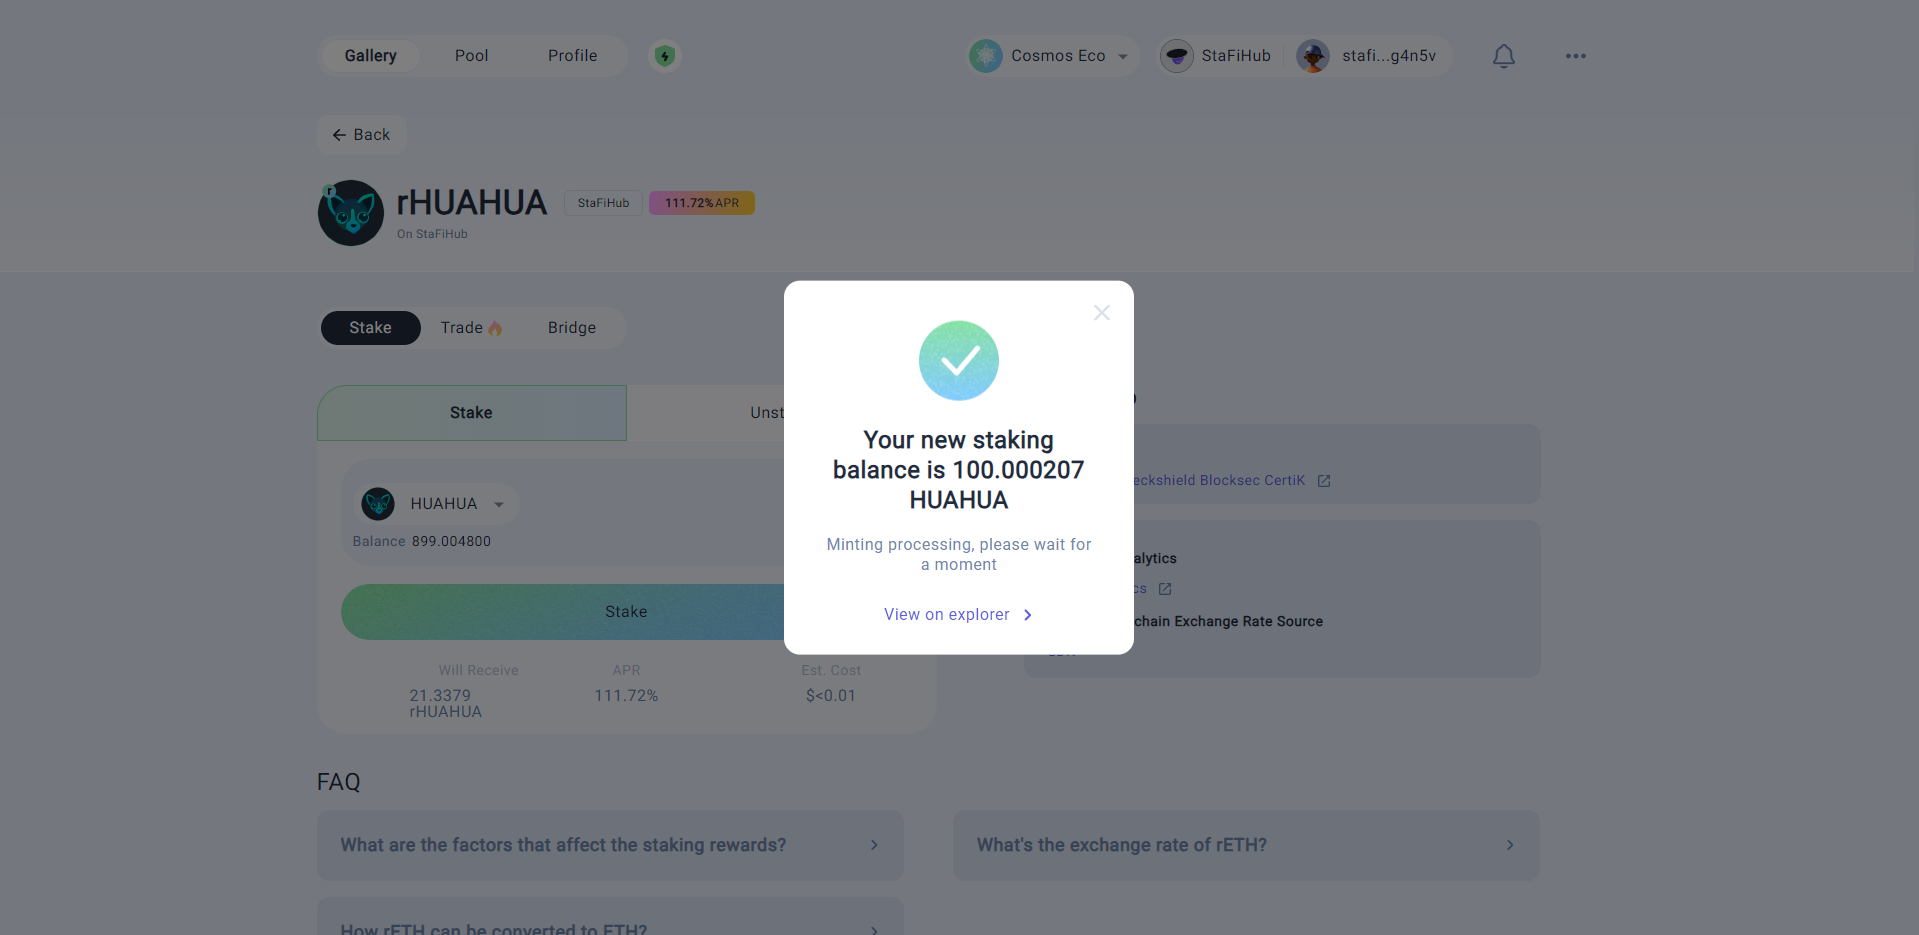 Gallery
Pool
Profile
Cosmos Eco
StaFiHub
stafi...g4n5v
Back
r
rHUAHUA
StaFiHub
111.72% APR
On StaFiHub
Stake
Trade
Bridge
Stake
Unst
HUAHUA
Balance 899.004800
Stake
Will Receive
APR
Est. Cost
21.3379
rHUAHUA
111.72%
$<0.01
Your new staking
balance is 100.000207
HUAHUA
Minting processing, please wait for
a moment
View on explorer
eckshield Blocksec CertiK
alytics
cs
chain Exchange Rate Source
FAQ
What are the factors that affect the staking rewards?
What's the exchange rate of rETH?
How rETH can be converted to ETH?